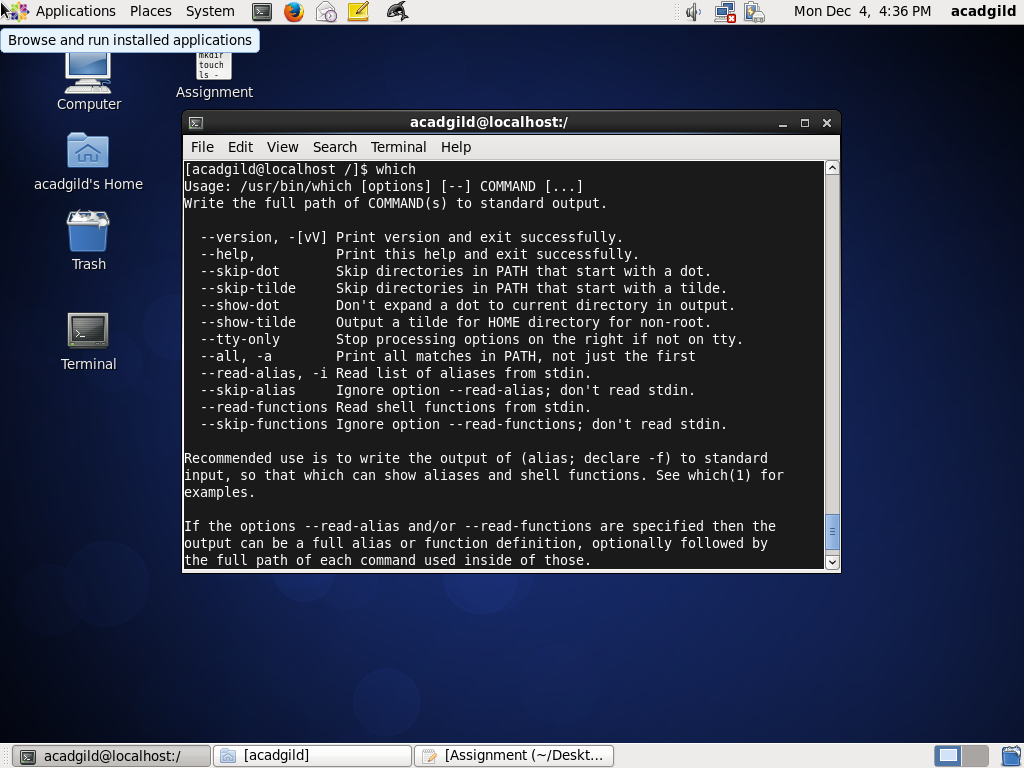 Applications Places System
Mon Dec 4, 4:36 PM acadgild
Browse and run installed applications
mkdir
touch
ls -
Computer
Assignment
acadgild's Home
Trash
Terminal
acadgild@localhost:/
File Edit View Search Terminal Help
[acadgild@localhost /]$ which
Usage: /usr/bin/which [options] [--] COMMAND [...]
Write the full path of COMMAND(s) to standard output.
--version, -[vV] Print version and exit successfully.
--help, Print this help and exit successfully.
--skip-dot Skip directories in PATH that start with a dot.
--skip-tilde Skip directories in PATH that start with a tilde.
--show-dot Don't expand a dot to current directory in output.
--show-tilde Output a tilde for HOME directory for non-root.
--tty-only Stop processing options on the right if not on tty.
--all, -a Print all matches in PATH, not just the first
--read-alias, -i Read list of aliases from stdin.
--skip-alias Ignore option --read-alias; don't read stdin.
--read-functions Read shell functions from stdin.
--skip-functions Ignore option --read-functions; don't read stdin.
Recommended use is to write the output of (alias; declare -f) to standard
input, so that which can show aliases and shell functions. See which(1) for
examples.
If the options --read-alias and/or --read-functions are specified then the
output can be a full alias or function definition, optionally followed by
the full path of each command used inside of those.
acadgild@localhost:/ [acadgild] [Assignment (~/Deskt...